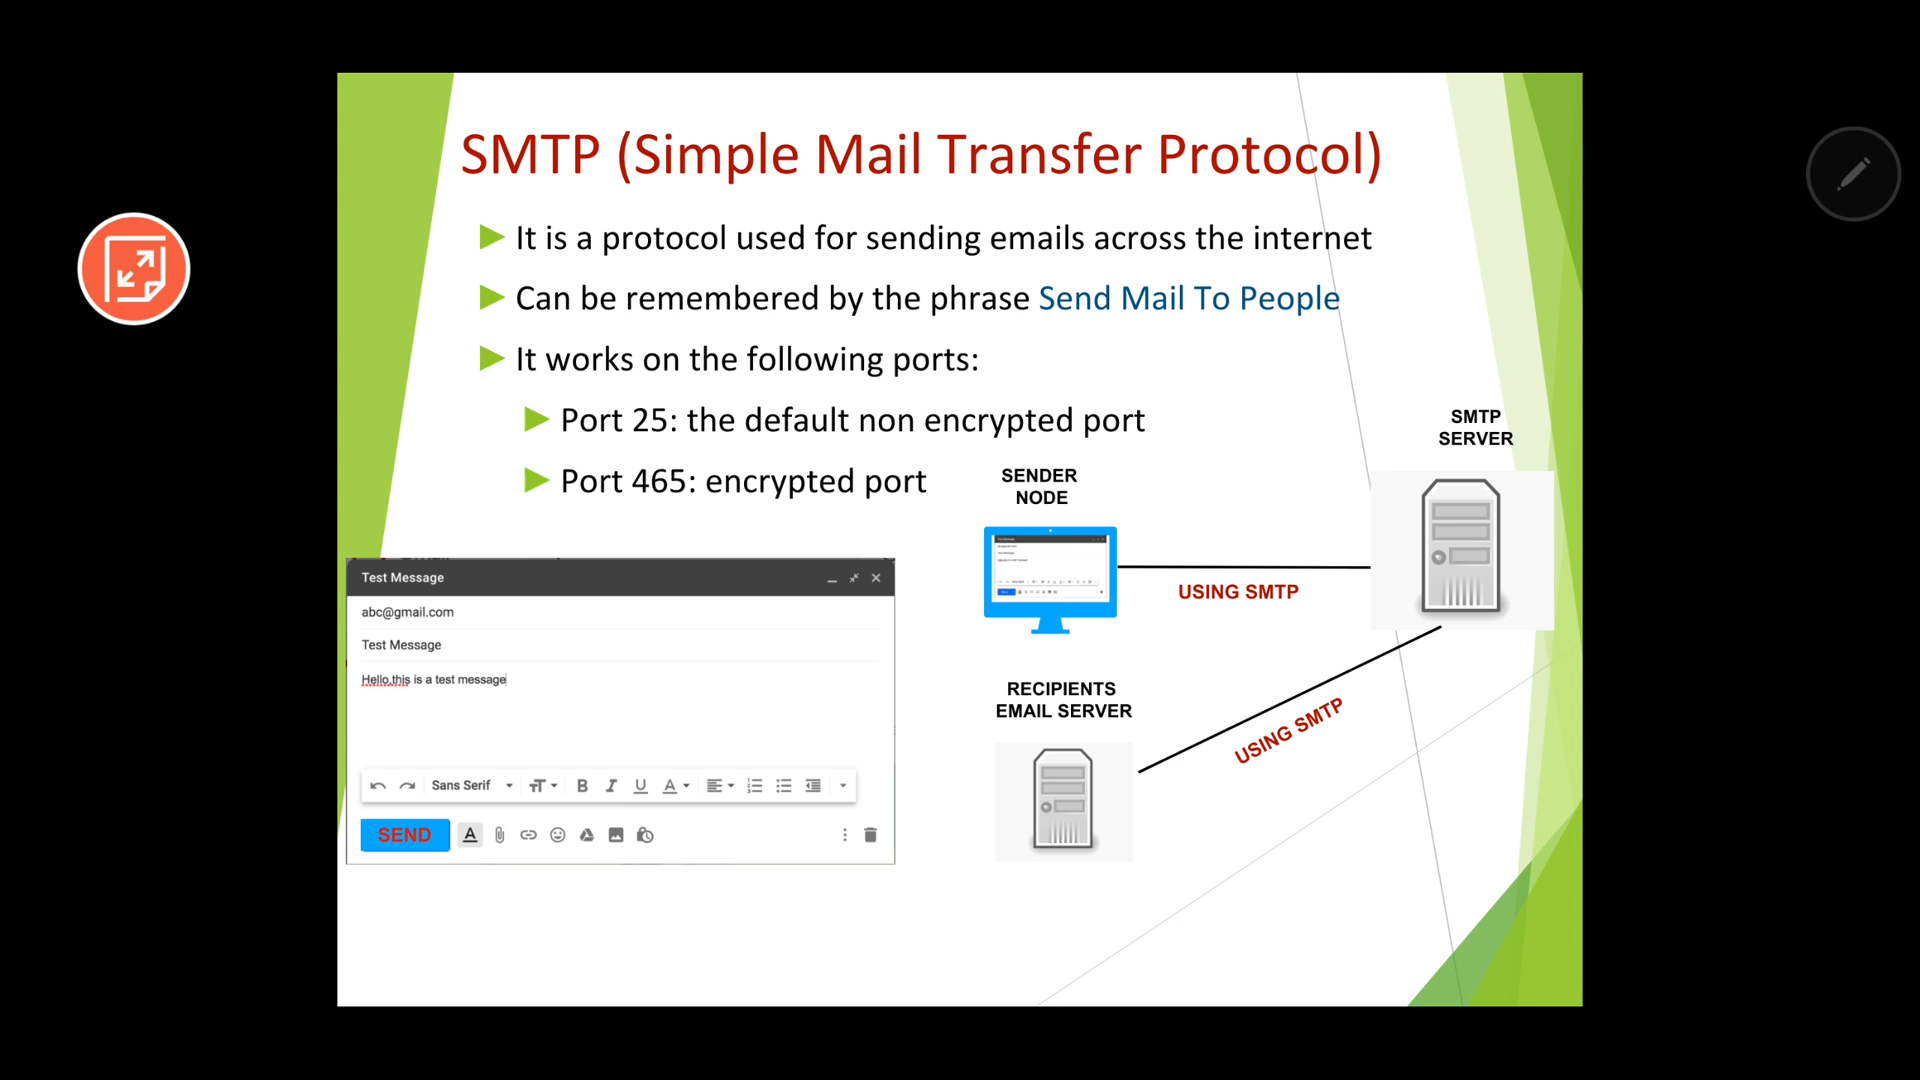 SMTP (Simple Mail Transfer Protocol)
It is a protocol used for sending emails across the internet
Can be remembered by the phrase Send Mail To People
It works on the following ports:
Port 25: the default non encrypted port
Port 465: encrypted port
SMTP
SERVER
SENDER
NODE
USING SMTP
RECIPIENTS
EMAIL SERVER
USING SMTP
Test Message
abc@gmail.com
Test Message
Hello,this is a test message
Sans Serif
SEND